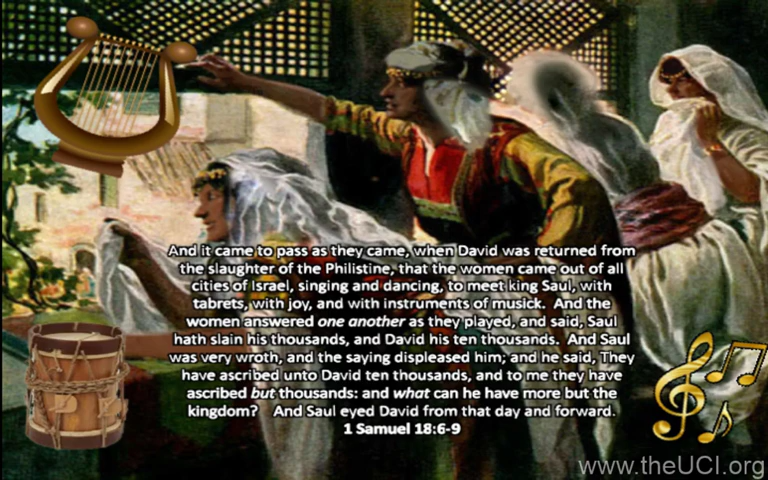 And it came to pass as they came, when David was returned from
the slaughter of the Philistine, that the women came out of all
cities of Israel, singing and dancing, to meet king Saul, with
tabrets, with joy, and with instruments of musick.  And the
women answered one another as they played, and said, Saul
hath slain his thousands, and David his ten thousands.  And Saul
was very wroth, and the saying displeased him; and he said, They
have ascribed unto David ten thousands, and to me they have
ascribed but thousands: and what can he have more but the
kingdom?   And Saul eyed David from that day and forward.
1 Samuel 18:6-9
www.theUCI.org